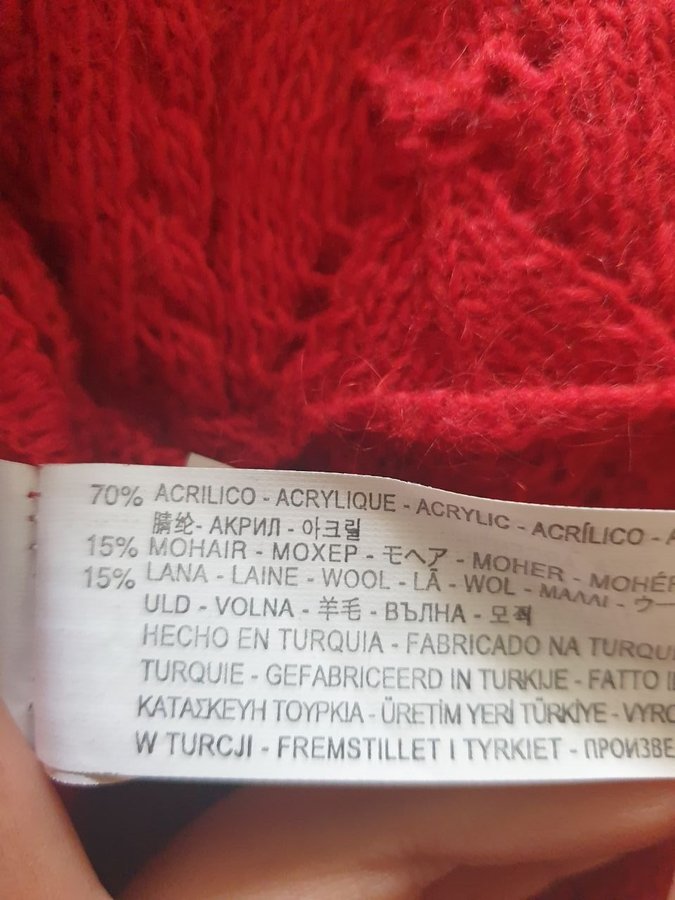 70% ACRILICO - ACRYLIQUE - ACRYLIC - ACRÍLICO -
腈纶- АКРИЛ - 아크릴
15% MOHAIR - МОХЕР - モヘア - MOHER - MOHÉR
15% LANA - LAINE - WOOL - LÃ - WOL - ΜΑΛΛΙ - ウー
ULD - VOLNA - 羊毛 - ВЪЛНА - 모직
HECHO EN TURQUIA - FABRICADO NA TURQU
TURQUIE - GEFABRICEERD IN TURKIJE - FATTO I
ΚΑΤΑΣΚΕΥΗ ΤΟΥΡΚΙΑ - ÜRETİM YERİ TÜRKİYE - VYRO
W TURCJI - FREMSTILLET I TYRKIET - ПРОИЗВЕ